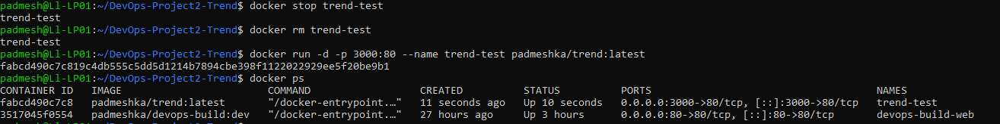 padmesh@Ll-LP01:~/DevOps-Project2-Trend$ docker stop trend-test
trend-test
padmesh@Ll-LP01:~/DevOps-Project2-Trend$ docker rm trend-test
trend-test
padmesh@Ll-LP01:~/DevOps-Project2-Trend$ docker run -d -p 3000:80 --name trend-test padmeshka/trend:latest
fabcd490c7c819c4db555c5dd5d1214b7894cbe398f1122022929ee5f20be9b1
padmesh@Ll-LP01:~/DevOps-Project2-Trend$ docker ps
CONTAINER ID   IMAGE                        COMMAND                  CREATED          STATUS          PORTS                                     NAMES
fabcd490c7c8   padmeshka/trend:latest       "/docker-entrypoint.…"   11 seconds ago   Up 10 seconds   0.0.0.0:3000->80/tcp, [::]:3000->80/tcp   trend-test
3517045f0554   padmeshka/devops-build:dev   "/docker-entrypoint.…"   27 hours ago     Up 3 hours      0.0.0.0:80->80/tcp, [::]:80->80/tcp       devops-build-web